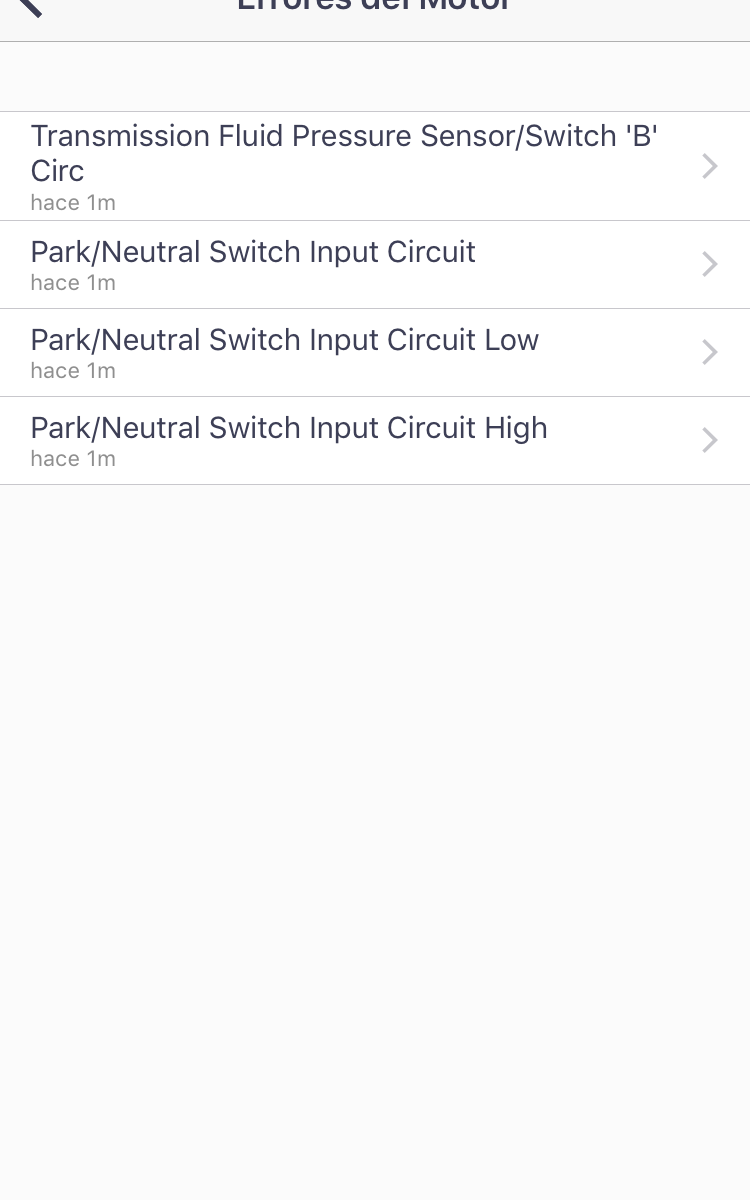 Errores del Motor
Transmission Fluid Pressure Sensor/Switch 'B'
Circ
hace 1m
Park/Neutral Switch Input Circuit
hace 1m
Park/Neutral Switch Input Circuit Low
hace 1m
Park/Neutral Switch Input Circuit High
hace 1m